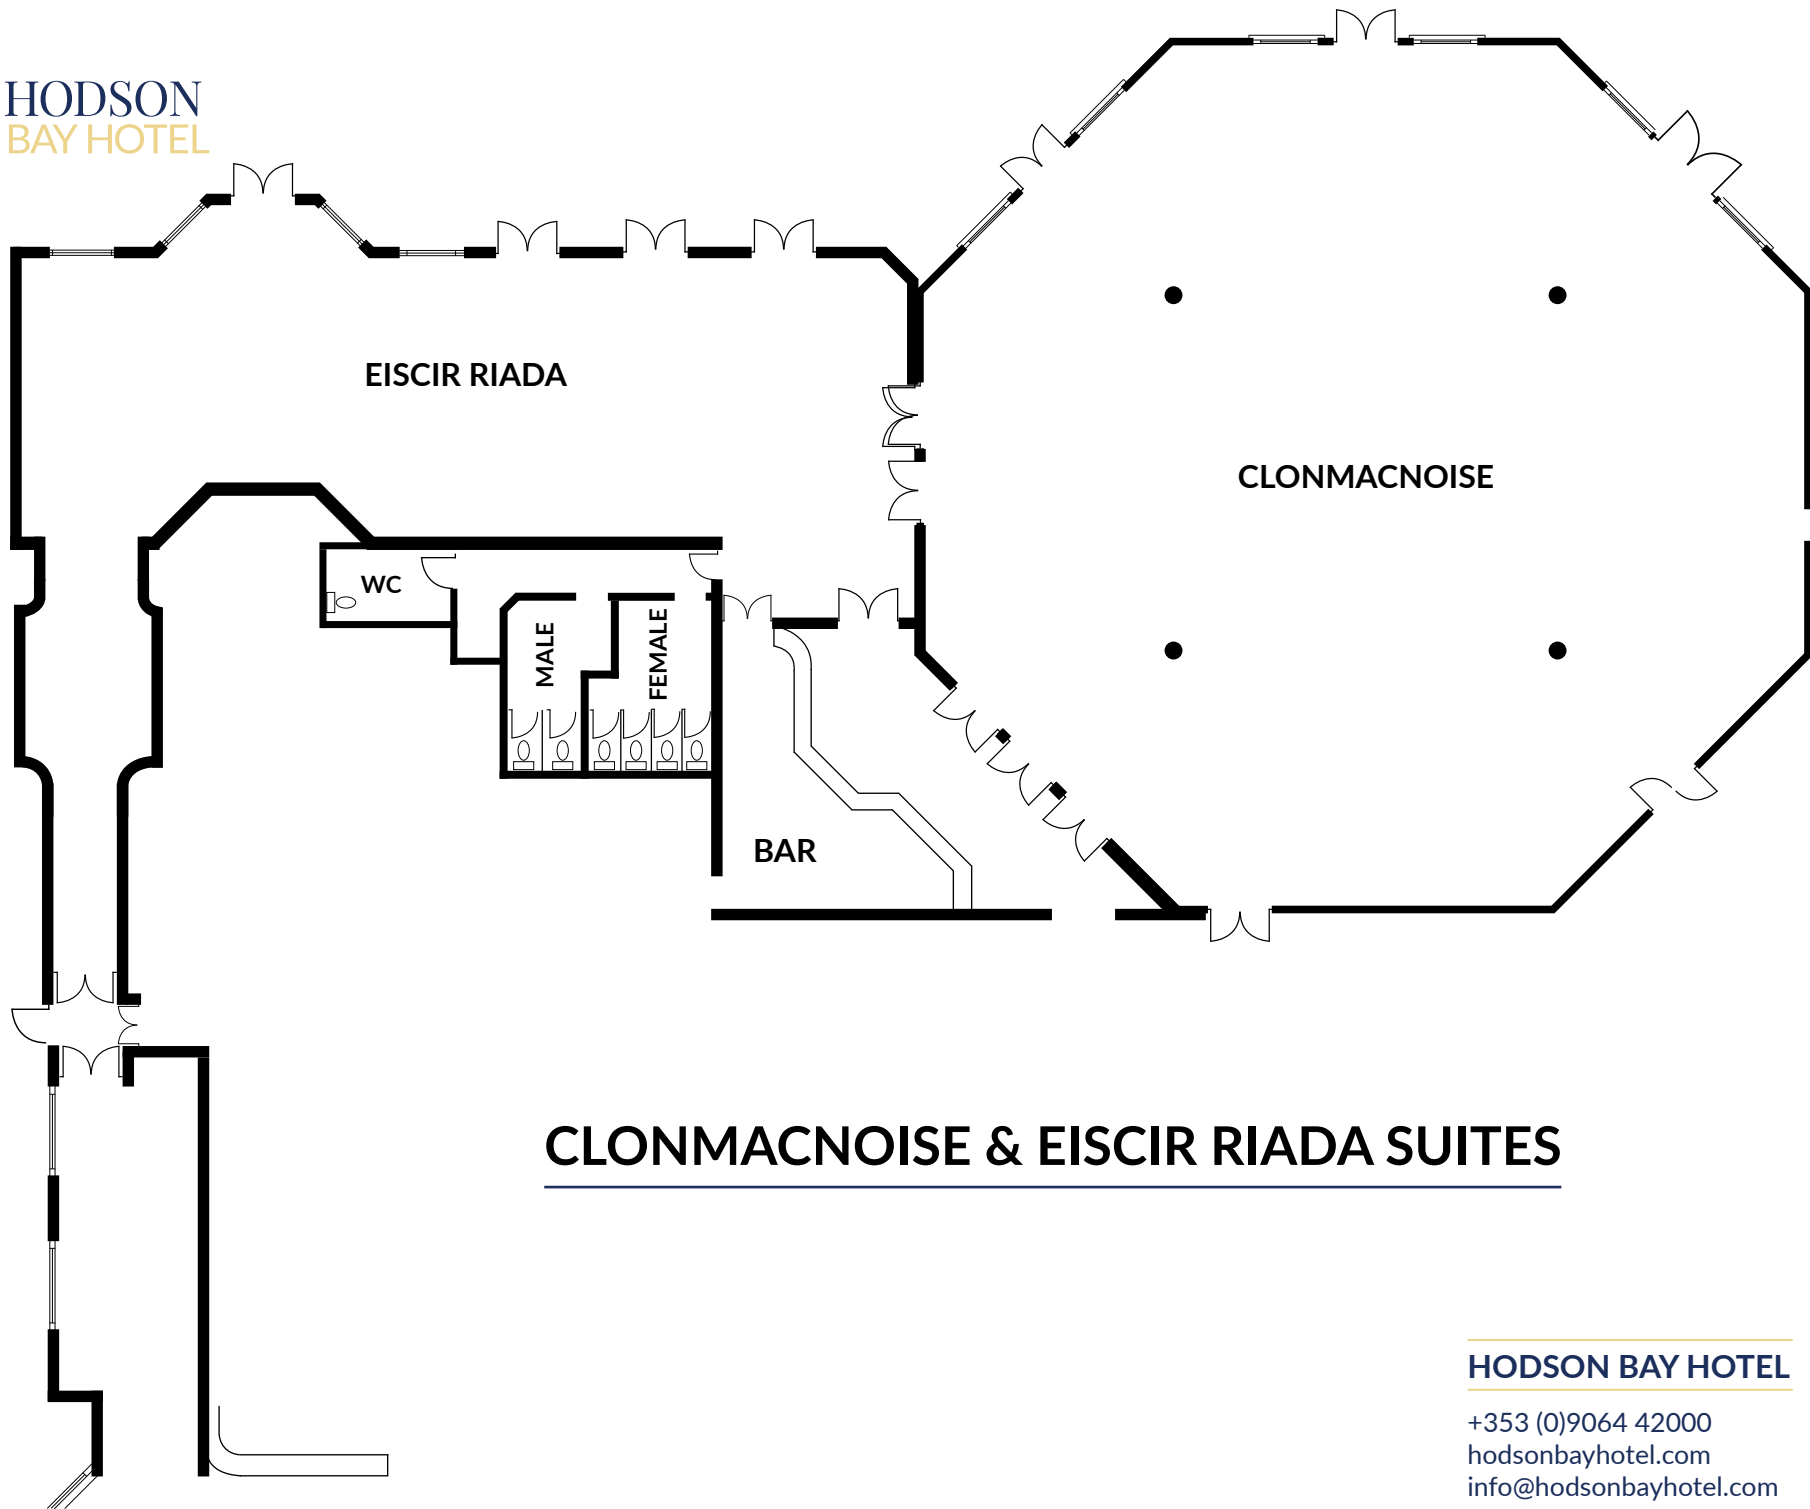 HODSON
BAY HOTEL
EISCIR RIADA
CLONMACNOISE
WC
MALE
FEMALE
BAR
CLONMACNOISE & EISCIR RIADA SUITES
HODSON BAY HOTEL
+353 (0)9064 42000
hodsonbayhotel.com
info@hodsonbayhotel.com